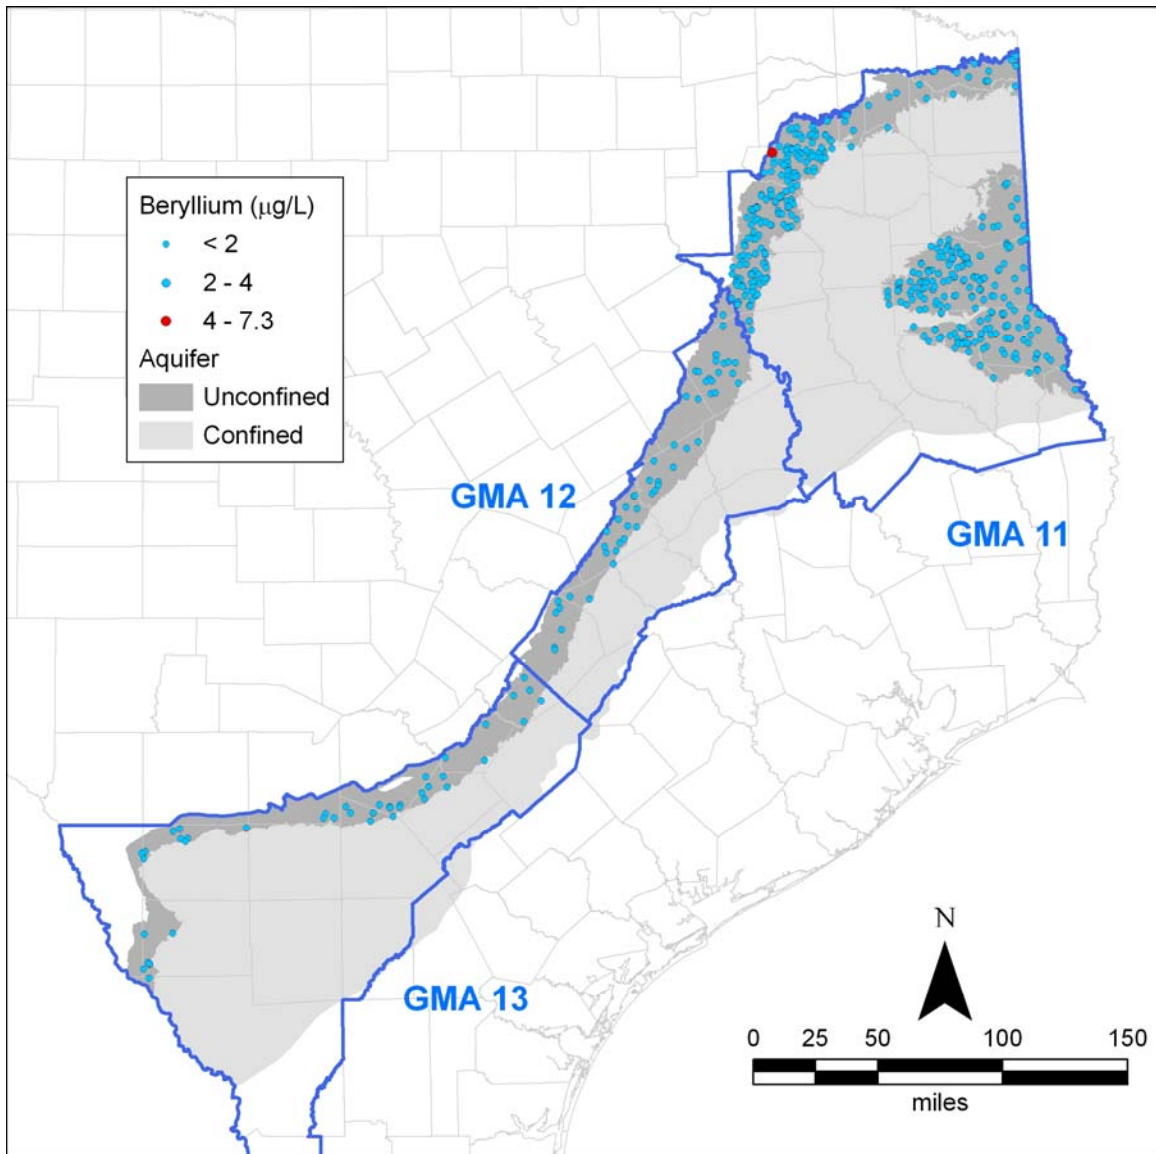 Beryllium (μg/L)
< 2
2 - 4
4 - 7.3
Aquifer
Unconfined
Confined
GMA 12
GMA 11
GMA 13
N
0 25 50 100 150
miles